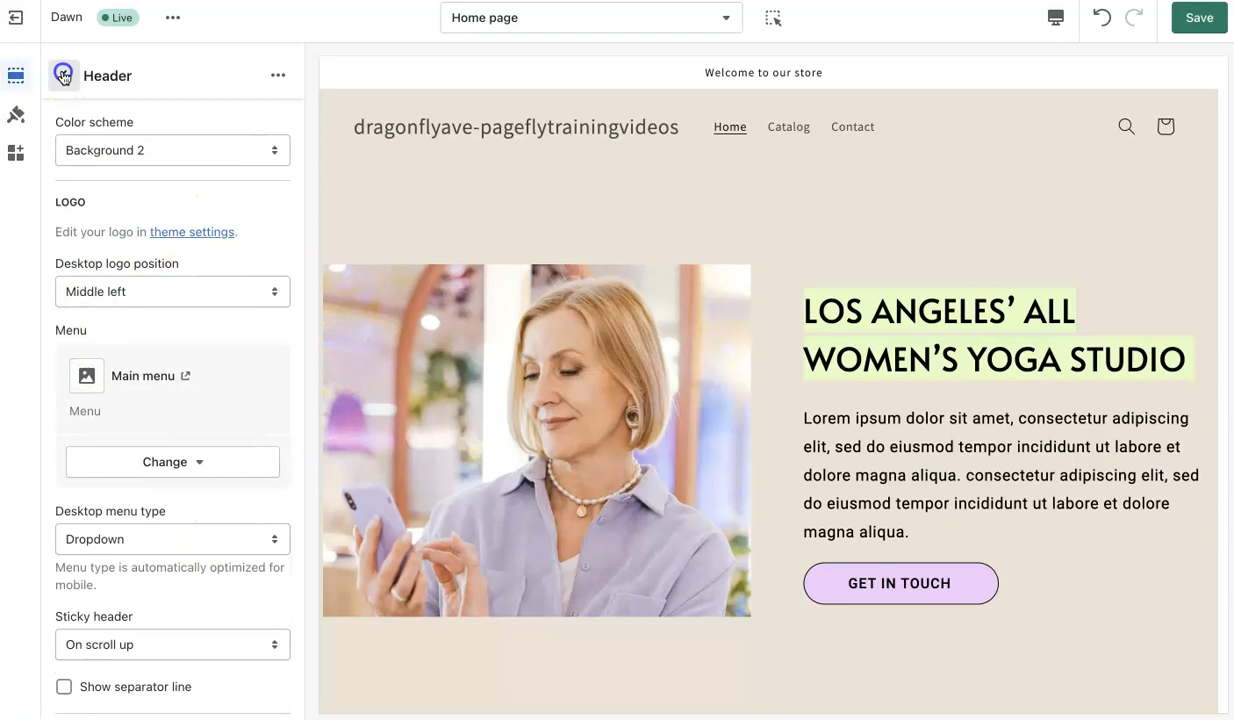 Dawn
Live
Home page
Save
Header
Color scheme
Background 2
LOGO
Edit your logo in theme settings.
Desktop logo position
Middle left
Menu
Main menu
Menu
Change
Desktop menu type
Dropdown
Menu type is automatically optimized for
mobile.
Sticky header
On scroll up
Show separator line
Welcome to our store
dragonflyave-pageflytrainingvideos
Home
Catalog
Contact
LOS ANGELES’ ALL
WOMEN’S YOGA STUDIO
Lorem ipsum dolor sit amet, consectetur adipiscing
elit, sed do eiusmod tempor incididunt ut labore et
dolore magna aliqua. consectetur adipiscing elit, sed
do eiusmod tempor incididunt ut labore et dolore
magna aliqua.
GET IN TOUCH